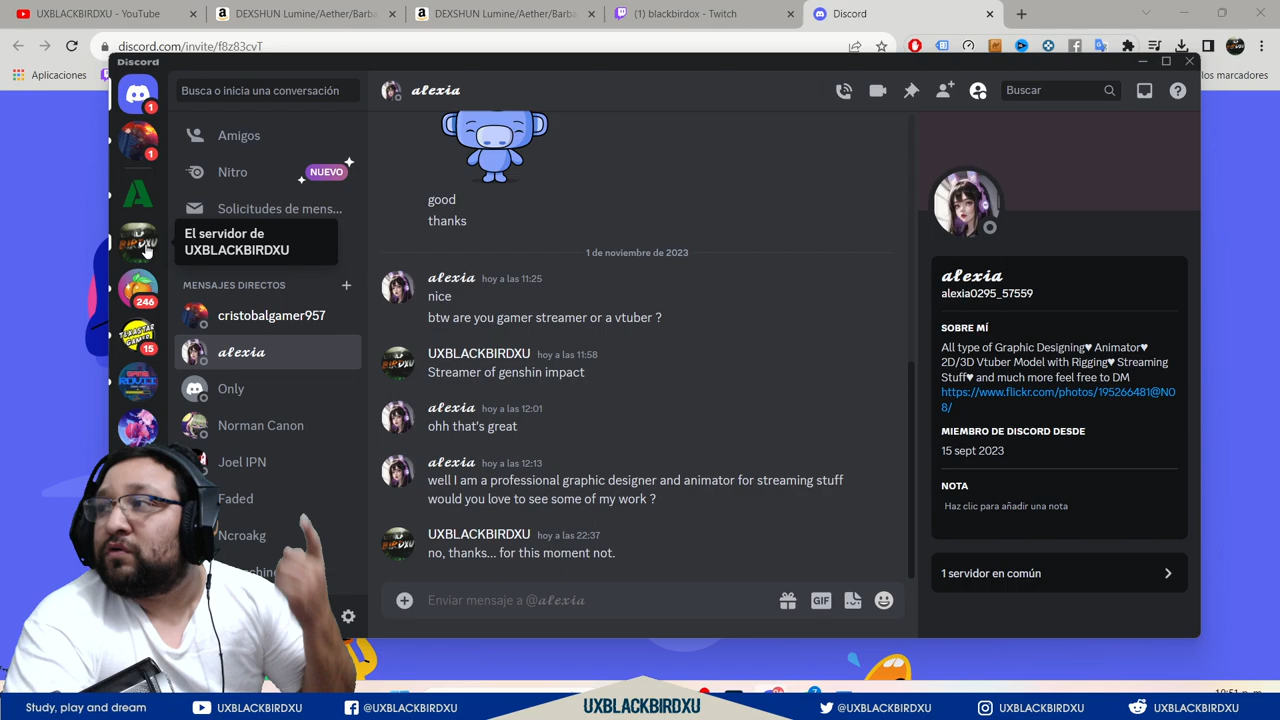 UXBLACKBIRDXU - YouTube
DEXSHUN Lumine/Aether/Barba
DEXSHUN Lumine/Aether/Barba
(1) blackbirdox - Twitch
Discord
discord.com/invite/f8z83cvT
Aplicaciones
los marcadores
Discord
Busca o inicia una conversación
alexia
Buscar
1
1
Amigos
Nitro
NUEVO
Solicitudes de mens...
El servidor de
UXBLACKBIRDXU
BIRDXU
246
MENSAJES DIRECTOS
cristobalgamer957
TEXASTAR
GAMER
15
alexia
Only
Norman Canon
Joel IPN
Faded
Ncroakg
good
thanks
1 de noviembre de 2023
alexia hoy a las 11:25
nice
btw are you gamer streamer or a vtuber ?
UXBLACKBIRDXU hoy a las 11:58
Streamer of genshin impact
alexia hoy a las 12:01
ohh that's great
alexia hoy a las 12:13
well I am a professional graphic designer and animator for streaming stuff
would you love to see some of my work ?
UXBLACKBIRDXU hoy a las 22:37
no, thanks... for this moment not.
Enviar mensaje a @alexia
GIF
alexia
alexia0295_57559
SOBRE MÍ
All type of Graphic Designing♥ Animator♥
2D/3D Vtuber Model with Rigging♥ Streaming
Stuff♥ and much more feel free to DM
https://www.flickr.com/photos/195266481@N0
8/
MIEMBRO DE DISCORD DESDE
15 sept 2023
NOTA
Haz clic para añadir una nota
1 servidor en común
Study, play and dream
UXBLACKBIRDXU
@UXBLACKBIRDXU
UXBLACKBIRDXU
@UXBLACKBIRDXU
UXBLACKBIRDXU
UXBLACKBIRDXU